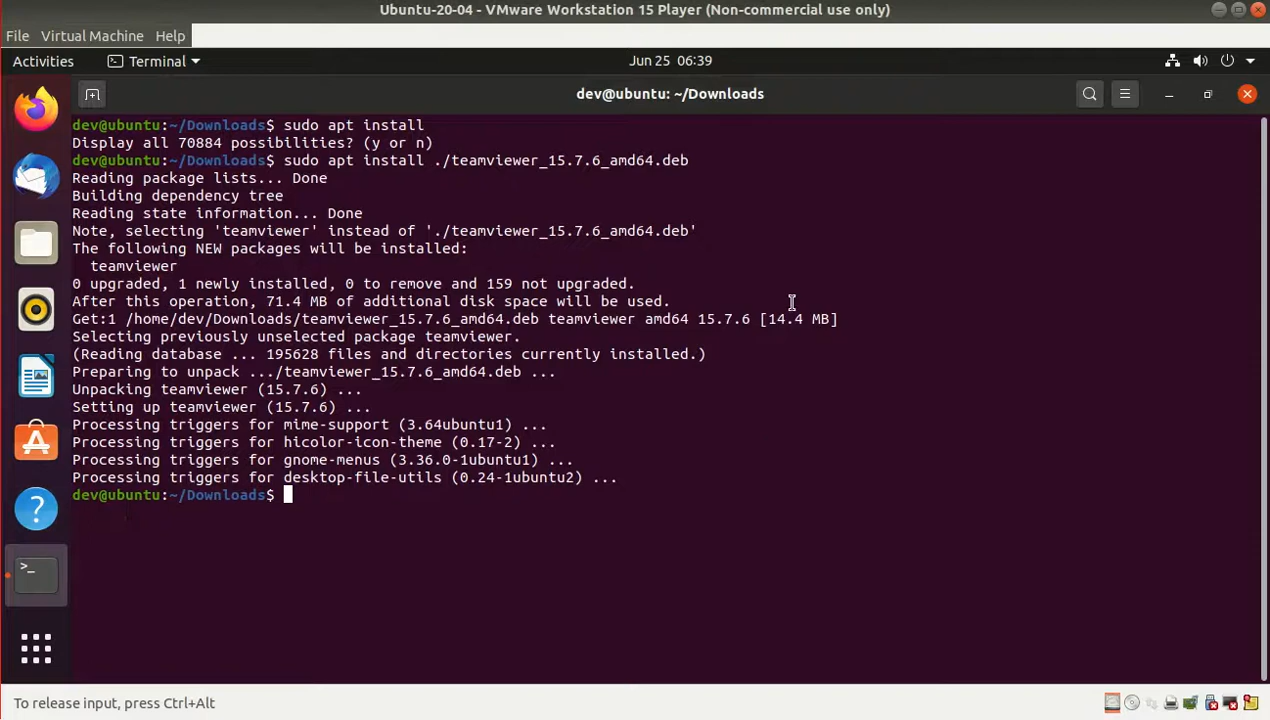 Ubuntu-20-04 - VMware Workstation 15 Player (Non-commercial use only)
File Virtual Machine Help
Activities Terminal Jun 25 06:39
dev@ubuntu: ~/Downloads
dev@ubuntu:~/Downloads$ sudo apt install
Display all 70884 possibilities? (y or n)
dev@ubuntu:~/Downloads$ sudo apt install ./teamviewer_15.7.6_amd64.deb
Reading package lists... Done
Building dependency tree
Reading state information... Done
Note, selecting 'teamviewer' instead of './teamviewer_15.7.6_amd64.deb'
The following NEW packages will be installed:
  teamviewer
0 upgraded, 1 newly installed, 0 to remove and 159 not upgraded.
After this operation, 71.4 MB of additional disk space will be used.
Get:1 /home/dev/Downloads/teamviewer_15.7.6_amd64.deb teamviewer amd64 15.7.6 [14.4 MB]
Selecting previously unselected package teamviewer.
(Reading database ... 195628 files and directories currently installed.)
Preparing to unpack .../teamviewer_15.7.6_amd64.deb ...
Unpacking teamviewer (15.7.6) ...
Setting up teamviewer (15.7.6) ...
Processing triggers for mime-support (3.64ubuntu1) ...
Processing triggers for hicolor-icon-theme (0.17-2) ...
Processing triggers for gnome-menus (3.36.0-1ubuntu1) ...
Processing triggers for desktop-file-utils (0.24-1ubuntu2) ...
dev@ubuntu:~/Downloads$
To release input, press Ctrl+Alt